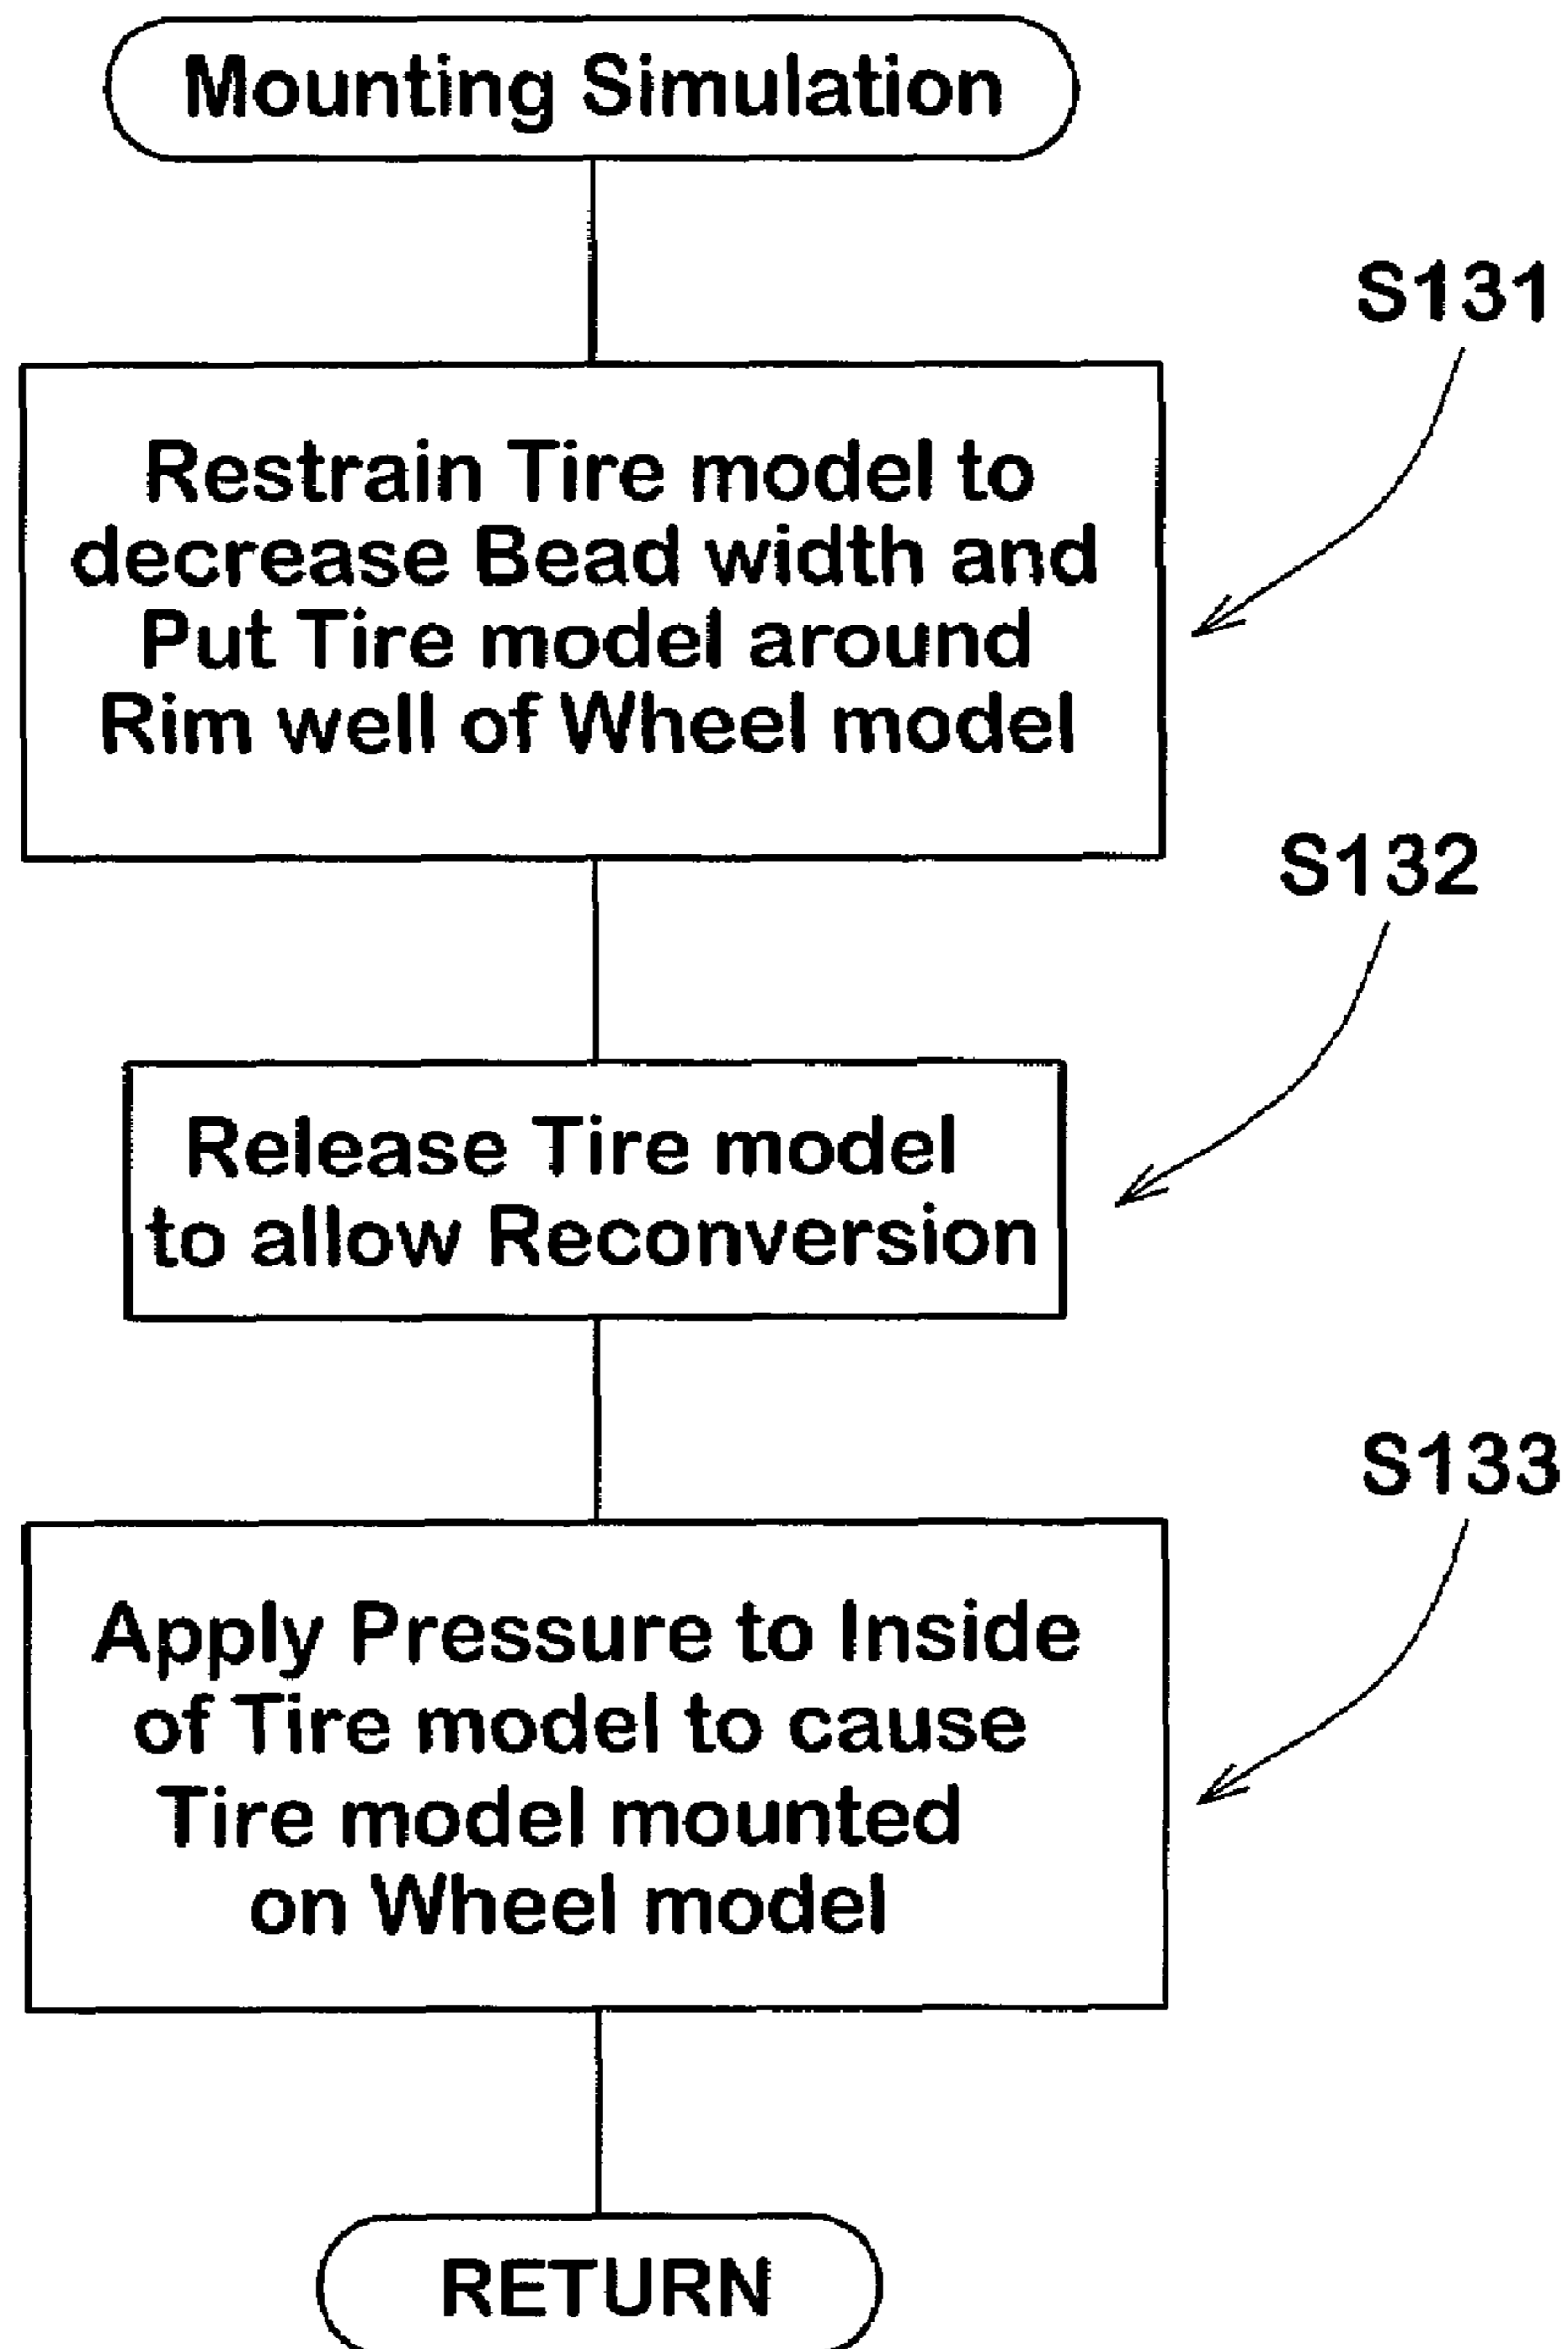 Mounting Simulation
S131
Restrain Tire model to
decrease Bead width and
Put Tire model around
Rim well of Wheel model
S132
Release Tire model
to allow Reconversion
S133
Apply Pressure to Inside
of Tire model to cause
Tire model mounted
on Wheel model
RETURN